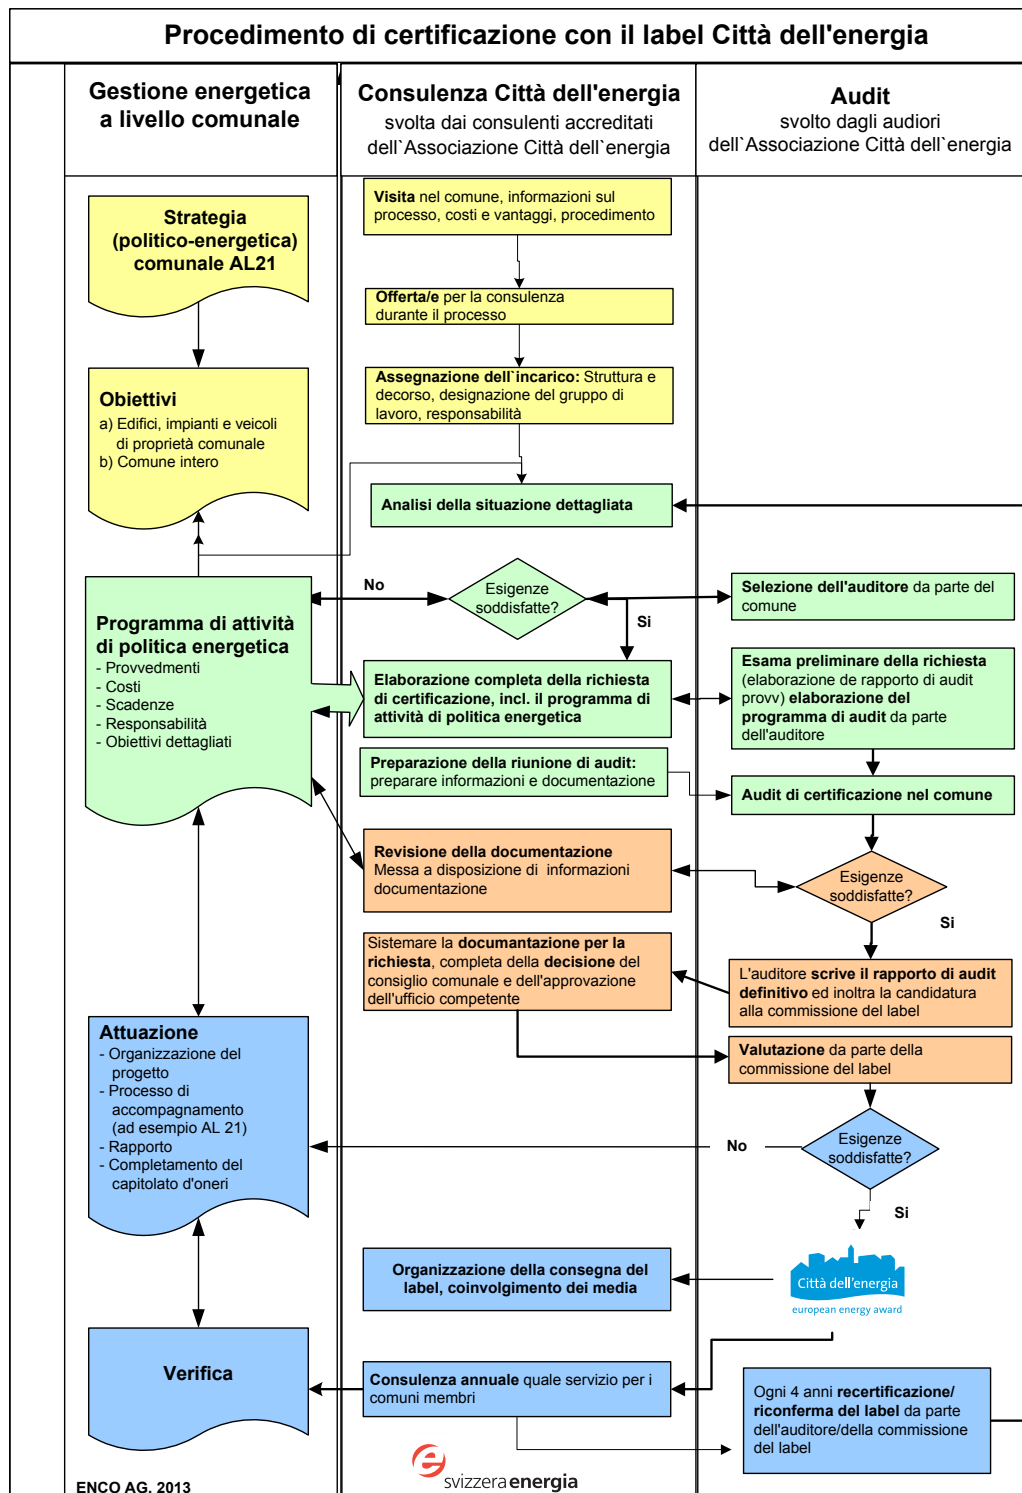 Procedimento di certificazione con il label Città dell'energia
Gestione energetica
a livello comunale
Consulenza Città dell'energia
svolta dai consulenti accreditati
dell`Associazione Città dell`energia
Audit
svolto dagli audiori
dell`Associazione Città dell`energia
Strategia
(politico-energetica)
comunale AL21
Visita nel comune, informazioni sul
processo, costi e vantaggi, procedimento
Offerta/e per la consulenza
durante il processo
Obiettivi
a) Edifici, impianti e veicoli
di proprietà comunale
b) Comune intero
Assegnazione dell`incarico: Struttura e
decorso, designazione del gruppo di
lavoro, responsabilità
Analisi della situazione dettagliata
No
Esigenze
soddisfatte?
Si
Selezione dell'auditore da parte del
comune
Programma di attività
di politica energetica
- Provvedmenti
- Costi
- Scadenze
- Responsabilità
- Obiettivi dettagliati
Elaborazione completa della richiesta
di certificazione, incl. il programma di
attività di politica energetica
Esama preliminare della richiesta
(elaborazione de rapporto di audit
provv) elaborazione del
programma di audit da parte
dell'auditore
Preparazione della riunione di audit:
preparare informazioni e documentazione
Audit di certificazione nel comune
Revisione della documentazione
Messa a disposizione di  informazioni
documentazione
Esigenze
soddisfatte?
Si
Sistemare la documantazione per la
richiesta, completa della decisione del
consiglio comunale e dell'approvazione
dell'ufficio competente
L'auditore scrive il rapporto di audit
definitivo ed inoltra la candidatura
alla commissione del label
Attuazione
- Organizzazione del
progetto
- Processo di
accompagnamento
(ad esempio AL 21)
- Rapporto
- Completamento del
capitolato d'oneri
Valutazione da parte della
commissione del label
No
Esigenze
soddisfatte?
Si
Organizzazione della consegna del
label, coinvolgimento dei media
Città dell'energia
european energy award
Verifica
Consulenza annuale quale servizio per i
comuni membri
Ogni 4 anni recertificazione/
riconferma del label da parte
dell'auditore/della commissione
del label
svizzera energia
ENCO AG, 2013